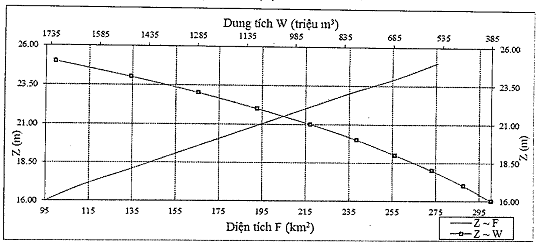 Dung tích W (triệu m³)
1735 1585 1435 1285 1135 985 835 685 535 385
26.00 26.00
23.50 23.50
21.00 21.00
18.50 18.50
16.00 16.00
Z (m) Z (m)
95 115 135 155 175 195 215 235 255 275 295
Diện tích F (km²)
Z ~ F
Z ~ W